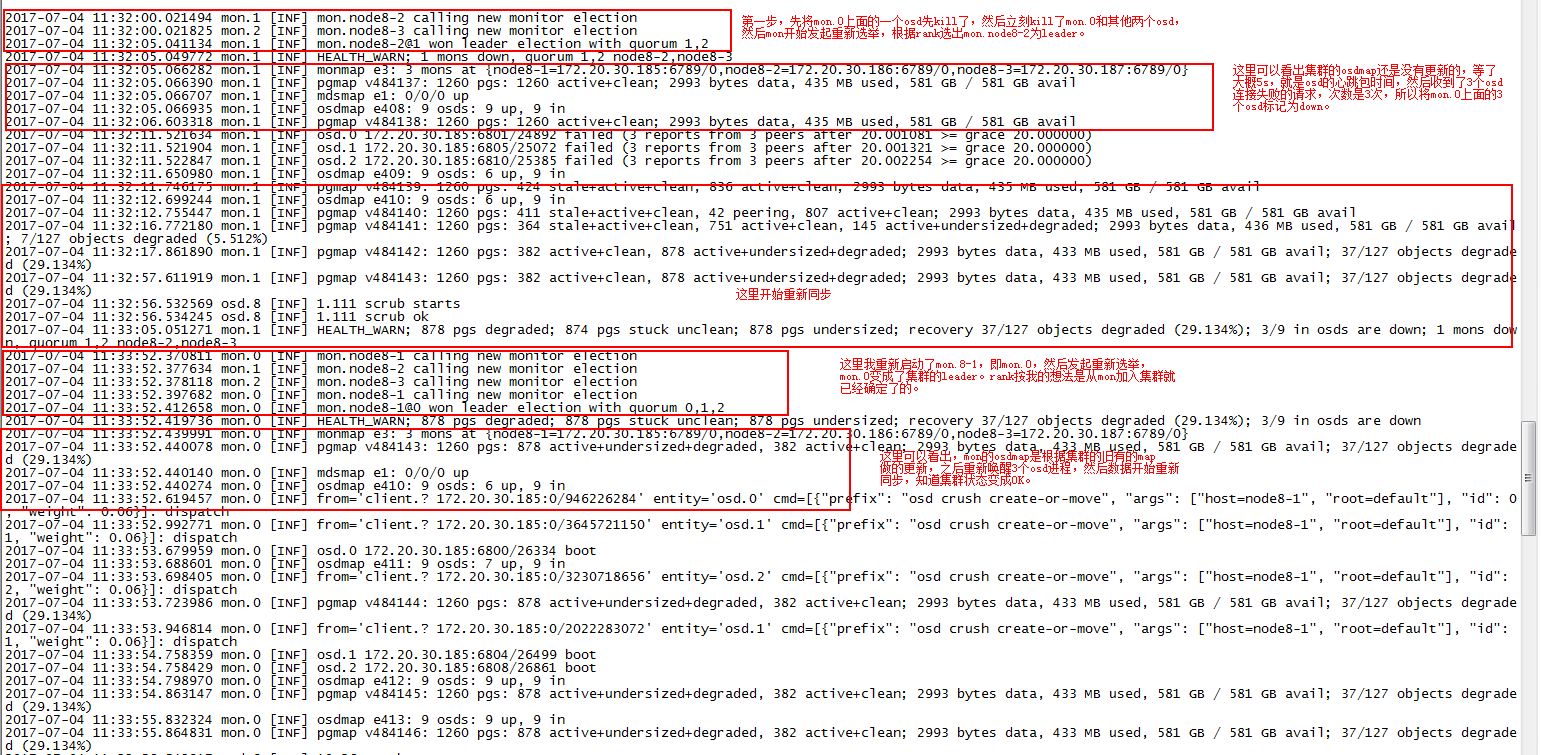 2017-07-04 11:32:00.021494 mon.1 [INF] mon.node8-2 calling new monitor election
2017-07-04 11:32:00.021825 mon.2 [INF] mon.node8-3 calling new monitor election
2017-07-04 11:32:05.041134 mon.1 [INF] mon.node8-2@1 won leader election with quorum 1,2
第一步，先将mon.0上面的一个osd先kill了，然后立刻kill了mon.0和其他两个osd，
然后mon开始发起重新选举，根据rank选出mon.node8-2为leader。
2017-07-04 11:32:05.049772 mon.1 [INF] HEALTH_WARN; 1 mons down, quorum 1,2 node8-2,node8-3
2017-07-04 11:32:05.066282 mon.1 [INF] monmap e3: 3 mons at {node8-1=172.20.30.185:6789/0,node8-2=172.20.30.186:6789/0,node8-3=172.20.30.187:6789/0}
2017-07-04 11:32:05.066390 mon.1 [INF] pgmap v484137: 1260 pgs: 1260 active+clean; 2993 bytes data, 435 MB used, 581 GB / 581 GB avail
2017-07-04 11:32:05.066707 mon.1 [INF] mdsmap e1: 0/0/0 up
2017-07-04 11:32:05.066935 mon.1 [INF] osdmap e408: 9 osds: 9 up, 9 in
2017-07-04 11:32:06.603318 mon.1 [INF] pgmap v484138: 1260 pgs: 1260 active+clean; 2993 bytes data, 435 MB used, 581 GB / 581 GB avail
这里可以看出集群的osdmap还是没有更新的，等了
大概5s，就是osd的心跳包时间，然后收到了3个osd
连接失败的请求，次数是3次，所以将mon.0上面的3
个osd标记为down。
2017-07-04 11:32:11.521634 mon.1 [INF] osd.0 172.20.30.185:6801/24892 failed (3 reports from 3 peers after 20.001081 >= grace 20.000000)
2017-07-04 11:32:11.521904 mon.1 [INF] osd.1 172.20.30.185:6805/25072 failed (3 reports from 3 peers after 20.001321 >= grace 20.000000)
2017-07-04 11:32:11.522847 mon.1 [INF] osd.2 172.20.30.185:6810/25385 failed (3 reports from 3 peers after 20.002254 >= grace 20.000000)
2017-07-04 11:32:11.650980 mon.1 [INF] osdmap e409: 9 osds: 6 up, 9 in
2017-07-04 11:32:11.746175 mon.1 [INF] pgmap v484139: 1260 pgs: 424 stale+active+clean, 836 active+clean; 2993 bytes data, 435 MB used, 581 GB / 581 GB avail
2017-07-04 11:32:12.699244 mon.1 [INF] osdmap e410: 9 osds: 6 up, 9 in
2017-07-04 11:32:12.755447 mon.1 [INF] pgmap v484140: 1260 pgs: 411 stale+active+clean, 42 peering, 807 active+clean; 2993 bytes data, 435 MB used, 581 GB / 581 GB avail
2017-07-04 11:32:16.772180 mon.1 [INF] pgmap v484141: 1260 pgs: 364 stale+active+clean, 751 active+clean, 145 active+undersized+degraded; 2993 bytes data, 436 MB used, 581 GB / 581 GB avail
; 7/127 objects degraded (5.512%)
2017-07-04 11:32:17.861890 mon.1 [INF] pgmap v484142: 1260 pgs: 382 active+clean, 878 active+undersized+degraded; 2993 bytes data, 433 MB used, 581 GB / 581 GB avail; 37/127 objects degrade
d (29.134%)
2017-07-04 11:32:57.611919 mon.1 [INF] pgmap v484143: 1260 pgs: 382 active+clean, 878 active+undersized+degraded; 2993 bytes data, 433 MB used, 581 GB / 581 GB avail; 37/127 objects degrade
d (29.134%)
这里开始重新同步
2017-07-04 11:32:56.532569 osd.8 [INF] 1.111 scrub starts
2017-07-04 11:32:56.534245 osd.8 [INF] 1.111 scrub ok
2017-07-04 11:33:05.051271 mon.1 [INF] HEALTH_WARN; 878 pgs degraded; 874 pgs stuck unclean; 878 pgs undersized; recovery 37/127 objects degraded (29.134%); 3/9 in osds are down; 1 mons dow
n, quorum 1,2 node8-2,node8-3
2017-07-04 11:33:52.370811 mon.0 [INF] mon.node8-1 calling new monitor election
2017-07-04 11:33:52.377634 mon.1 [INF] mon.node8-2 calling new monitor election
2017-07-04 11:33:52.378118 mon.2 [INF] mon.node8-3 calling new monitor election
2017-07-04 11:33:52.397682 mon.0 [INF] mon.node8-1 calling new monitor election
2017-07-04 11:33:52.412658 mon.0 [INF] mon.node8-1@0 won leader election with quorum 0,1,2
这里我重新启动了mon.8-1，即mon.0，然后发起重新选举，
mon.0变成了集群的leader。rank按我的想法是从mon加入集群就
已经确定了的。
2017-07-04 11:33:52.419736 mon.0 [INF] HEALTH_WARN; 878 pgs degraded; 878 pgs stuck unclean; 878 pgs undersized; recovery 37/127 objects degraded (29.134%); 3/9 in osds are down
2017-07-04 11:33:52.439991 mon.0 [INF] monmap e3: 3 mons at {node8-1=172.20.30.185:6789/0,node8-2=172.20.30.186:6789/0,node8-3=172.20.30.187:6789/0}
2017-07-04 11:33:52.440078 mon.0 [INF] pgmap v484143: 1260 pgs: 878 active+undersized+degraded, 382 active+clean; 2993 bytes data, 433 MB used, 581 GB / 581 GB avail; 37/127 objects degrade
d (29.134%)
2017-07-04 11:33:52.440140 mon.0 [INF] mdsmap e1: 0/0/0 up
2017-07-04 11:33:52.440274 mon.0 [INF] osdmap e410: 9 osds: 6 up, 9 in
这里可以看出，mon的osdmap是根据集群的旧有的map
做的更新，之后重新唤醒3个osd进程，然后数据开始重新
同步，知道集群状态变成OK。
2017-07-04 11:33:52.619457 mon.0 [INF] from='client.? 172.20.30.185:0/946226284' entity='osd.0' cmd=[{"prefix": "osd crush create-or-move", "args": ["host=node8-1", "root=default"], "id": 0
, "weight": 0.06}]: dispatch
2017-07-04 11:33:52.992771 mon.0 [INF] from='client.? 172.20.30.185:0/3645721150' entity='osd.1' cmd=[{"prefix": "osd crush create-or-move", "args": ["host=node8-1", "root=default"], "id":
1, "weight": 0.06}]: dispatch
2017-07-04 11:33:53.679959 mon.0 [INF] osd.0 172.20.30.185:6800/26334 boot
2017-07-04 11:33:53.688601 mon.0 [INF] osdmap e411: 9 osds: 7 up, 9 in
2017-07-04 11:33:53.698405 mon.0 [INF] from='client.? 172.20.30.185:0/3230718656' entity='osd.2' cmd=[{"prefix": "osd crush create-or-move", "args": ["host=node8-1", "root=default"], "id":
2, "weight": 0.06}]: dispatch
2017-07-04 11:33:53.723986 mon.0 [INF] pgmap v484144: 1260 pgs: 878 active+undersized+degraded, 382 active+clean; 2993 bytes data, 433 MB used, 581 GB / 581 GB avail; 37/127 objects degrade
d (29.134%)
2017-07-04 11:33:53.946814 mon.0 [INF] from='client.? 172.20.30.185:0/2022283072' entity='osd.1' cmd=[{"prefix": "osd crush create-or-move", "args": ["host=node8-1", "root=default"], "id":
1, "weight": 0.06}]: dispatch
2017-07-04 11:33:54.758359 mon.0 [INF] osd.1 172.20.30.185:6804/26499 boot
2017-07-04 11:33:54.758429 mon.0 [INF] osd.2 172.20.30.185:6808/26861 boot
2017-07-04 11:33:54.798970 mon.0 [INF] osdmap e412: 9 osds: 9 up, 9 in
2017-07-04 11:33:54.863147 mon.0 [INF] pgmap v484145: 1260 pgs: 878 active+undersized+degraded, 382 active+clean; 2993 bytes data, 433 MB used, 581 GB / 581 GB avail; 37/127 objects degrade
d (29.134%)
2017-07-04 11:33:55.832324 mon.0 [INF] osdmap e413: 9 osds: 9 up, 9 in
2017-07-04 11:33:55.864831 mon.0 [INF] pgmap v484146: 1260 pgs: 878 active+undersized+degraded, 382 active+clean; 2993 bytes data, 433 MB used, 581 GB / 581 GB avail; 37/127 objects degrade
d (29.134%)